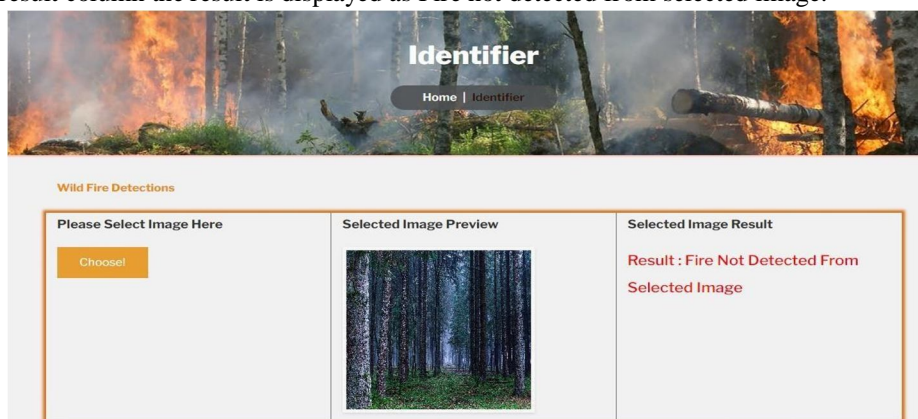 result column the result is displayed as Fire not detected from selected image.
Identifier
Home | Identifier
Wild Fire Detections
Please Select Image Here
Choose!
Selected Image Preview
Selected Image Result
Result : Fire Not Detected From
Selected Image